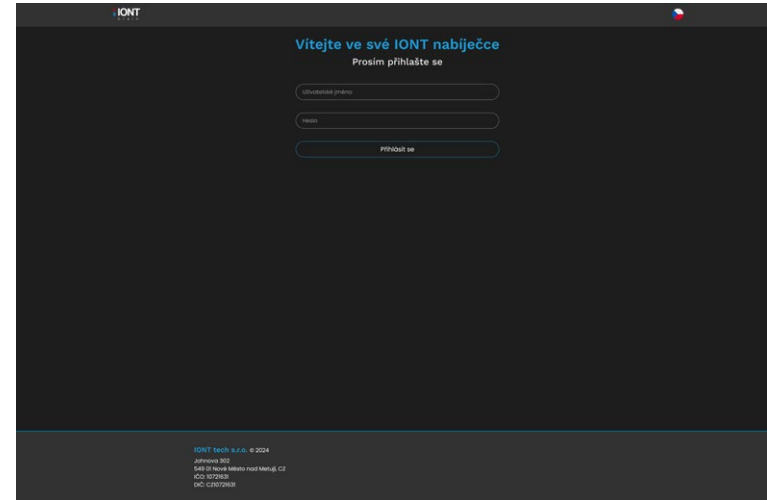 IONT
tech
Vítejte ve své IONT nabíječce
Prosím přihlašte se
Uživatelské jméno
Heslo
Přihlásit se
IONT tech s.r.o. © 2024
Johnova 302
549 01 Nové Město nad Metují, CZ
IČO: 10721631
DIČ: CZ10721631